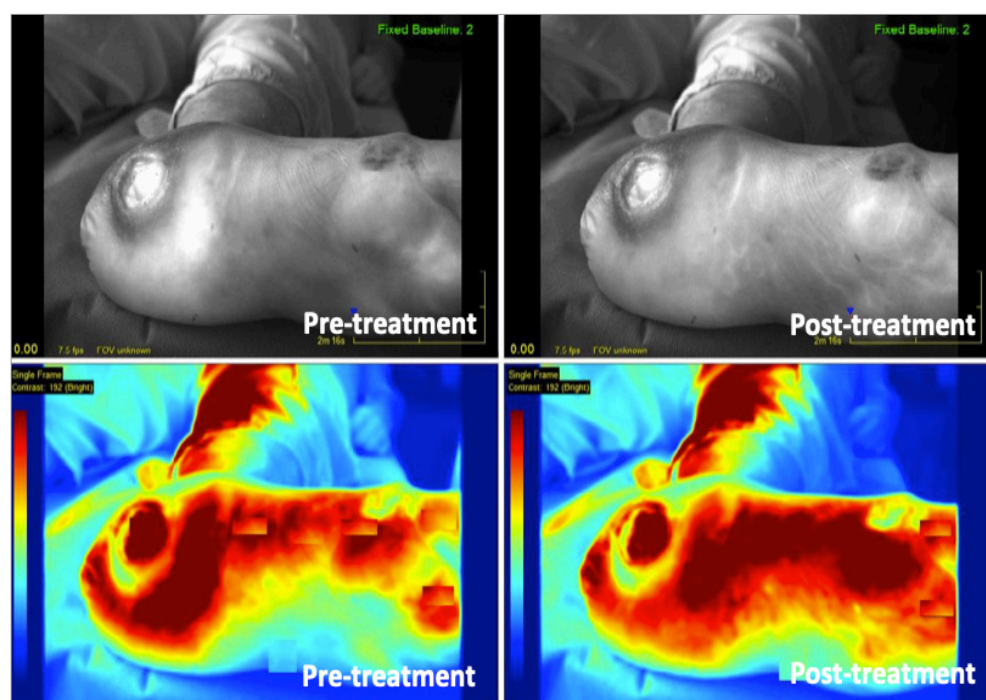 Fixed Baseline: 2
Pre-treatment
2m 16s
0.00
7.5 fps FOV unknown
Fixed Baseline: 2
Post-treatment
2m 16s
0.00
7.5 fps FOV unknown
Single Frame
Contrast: 192 (Bright)
Pre-treatment
Single Frame
Contrast: 192 (Bright)
Post-treatment